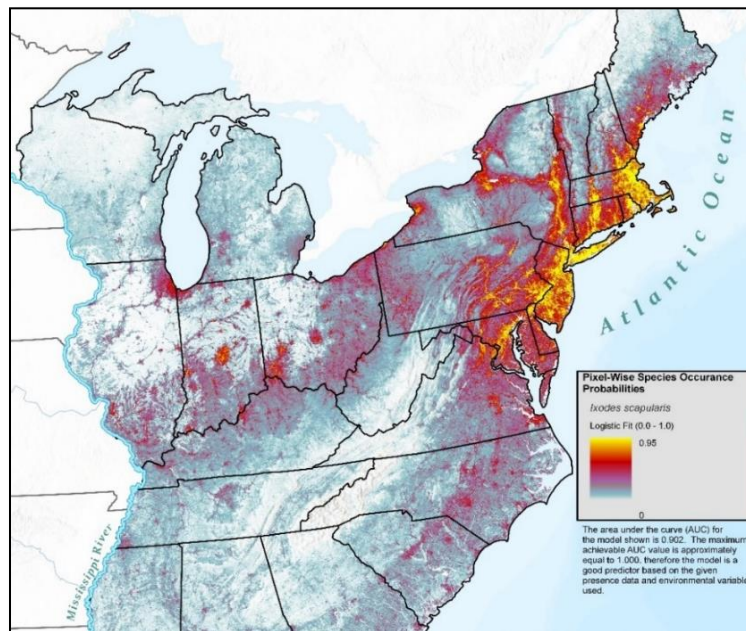 Atlantic Ocean
Pixel-Wise Species Occurance
Probabilities
Ixodes scapularis
Logistic Fit (0.0 - 1.0)
0.95
0
The area under the curve (AUC) for
the model shown is 0.902. The maximum
achievable AUC value is approximately
equal to 1.000, therefore the model is a
good predictor based on the given
presence data and environmental variable
used.
Mississippi River